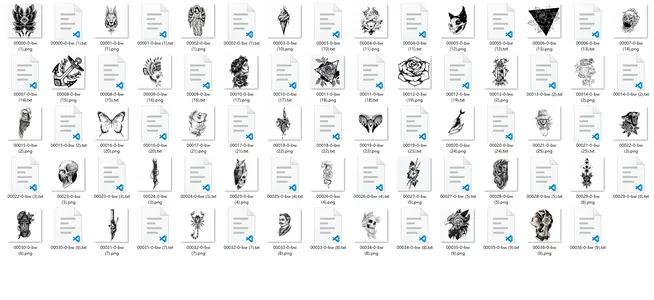 00000-0-bw (1).png
00000-0-bw (1).txt
00001-0-bw (1).png
00001-0-bw (1).txt
00002-0-bw (1).png
00002-0-bw (1).txt
00003-0-bw (10).png
00003-0-bw (10).txt
00004-0-bw (11).png
00004-0-bw (11).txt
00005-0-bw (12).png
00005-0-bw (12).txt
00006-0-bw (13).png
00006-0-bw (13).txt
00007-0-bw (14).png
00007-0-bw (14).txt
00008-0-bw (15).png
00008-0-bw (15).txt
00009-0-bw (16).png
00009-0-bw (16).txt
00010-0-bw (17).png
00010-0-bw (17).txt
00011-0-bw (18).png
00011-0-bw (18).txt
00012-0-bw (19).png
00012-0-bw (19).txt
00013-0-bw (2).png
00013-0-bw (2).txt
00014-0-bw (2).png
00014-0-bw (2).txt
00015-0-bw (2).png
00015-0-bw (2).txt
00016-0-bw (20).png
00016-0-bw (20).txt
00017-0-bw (21).png
00017-0-bw (21).txt
00018-0-bw (22).png
00018-0-bw (22).txt
00019-0-bw (23).png
00019-0-bw (23).txt
00020-0-bw (24).png
00020-0-bw (24).txt
00021-0-bw (25).png
00021-0-bw (25).txt
00022-0-bw (3).png
00022-0-bw (3).txt
00023-0-bw (3).png
00023-0-bw (3).txt
00024-0-bw (3).png
00024-0-bw (3).txt
00025-0-bw (4).png
00025-0-bw (4).txt
00026-0-bw (4).png
00026-0-bw (4).txt
00027-0-bw (5).png
00027-0-bw (5).txt
00028-0-bw (5).png
00028-0-bw (5).txt
00029-0-bw (6).png
00029-0-bw (6).txt
00030-0-bw (6).png
00030-0-bw (6).txt
00031-0-bw (7).png
00031-0-bw (7).txt
00032-0-bw (7).png
00032-0-bw (7).txt
00033-0-bw (8).png
00033-0-bw (8).txt
00034-0-bw (8).png
00034-0-bw (8).txt
00035-0-bw (9).png
00035-0-bw (9).txt
00036-0-bw (9).png
00036-0-bw (9).txt